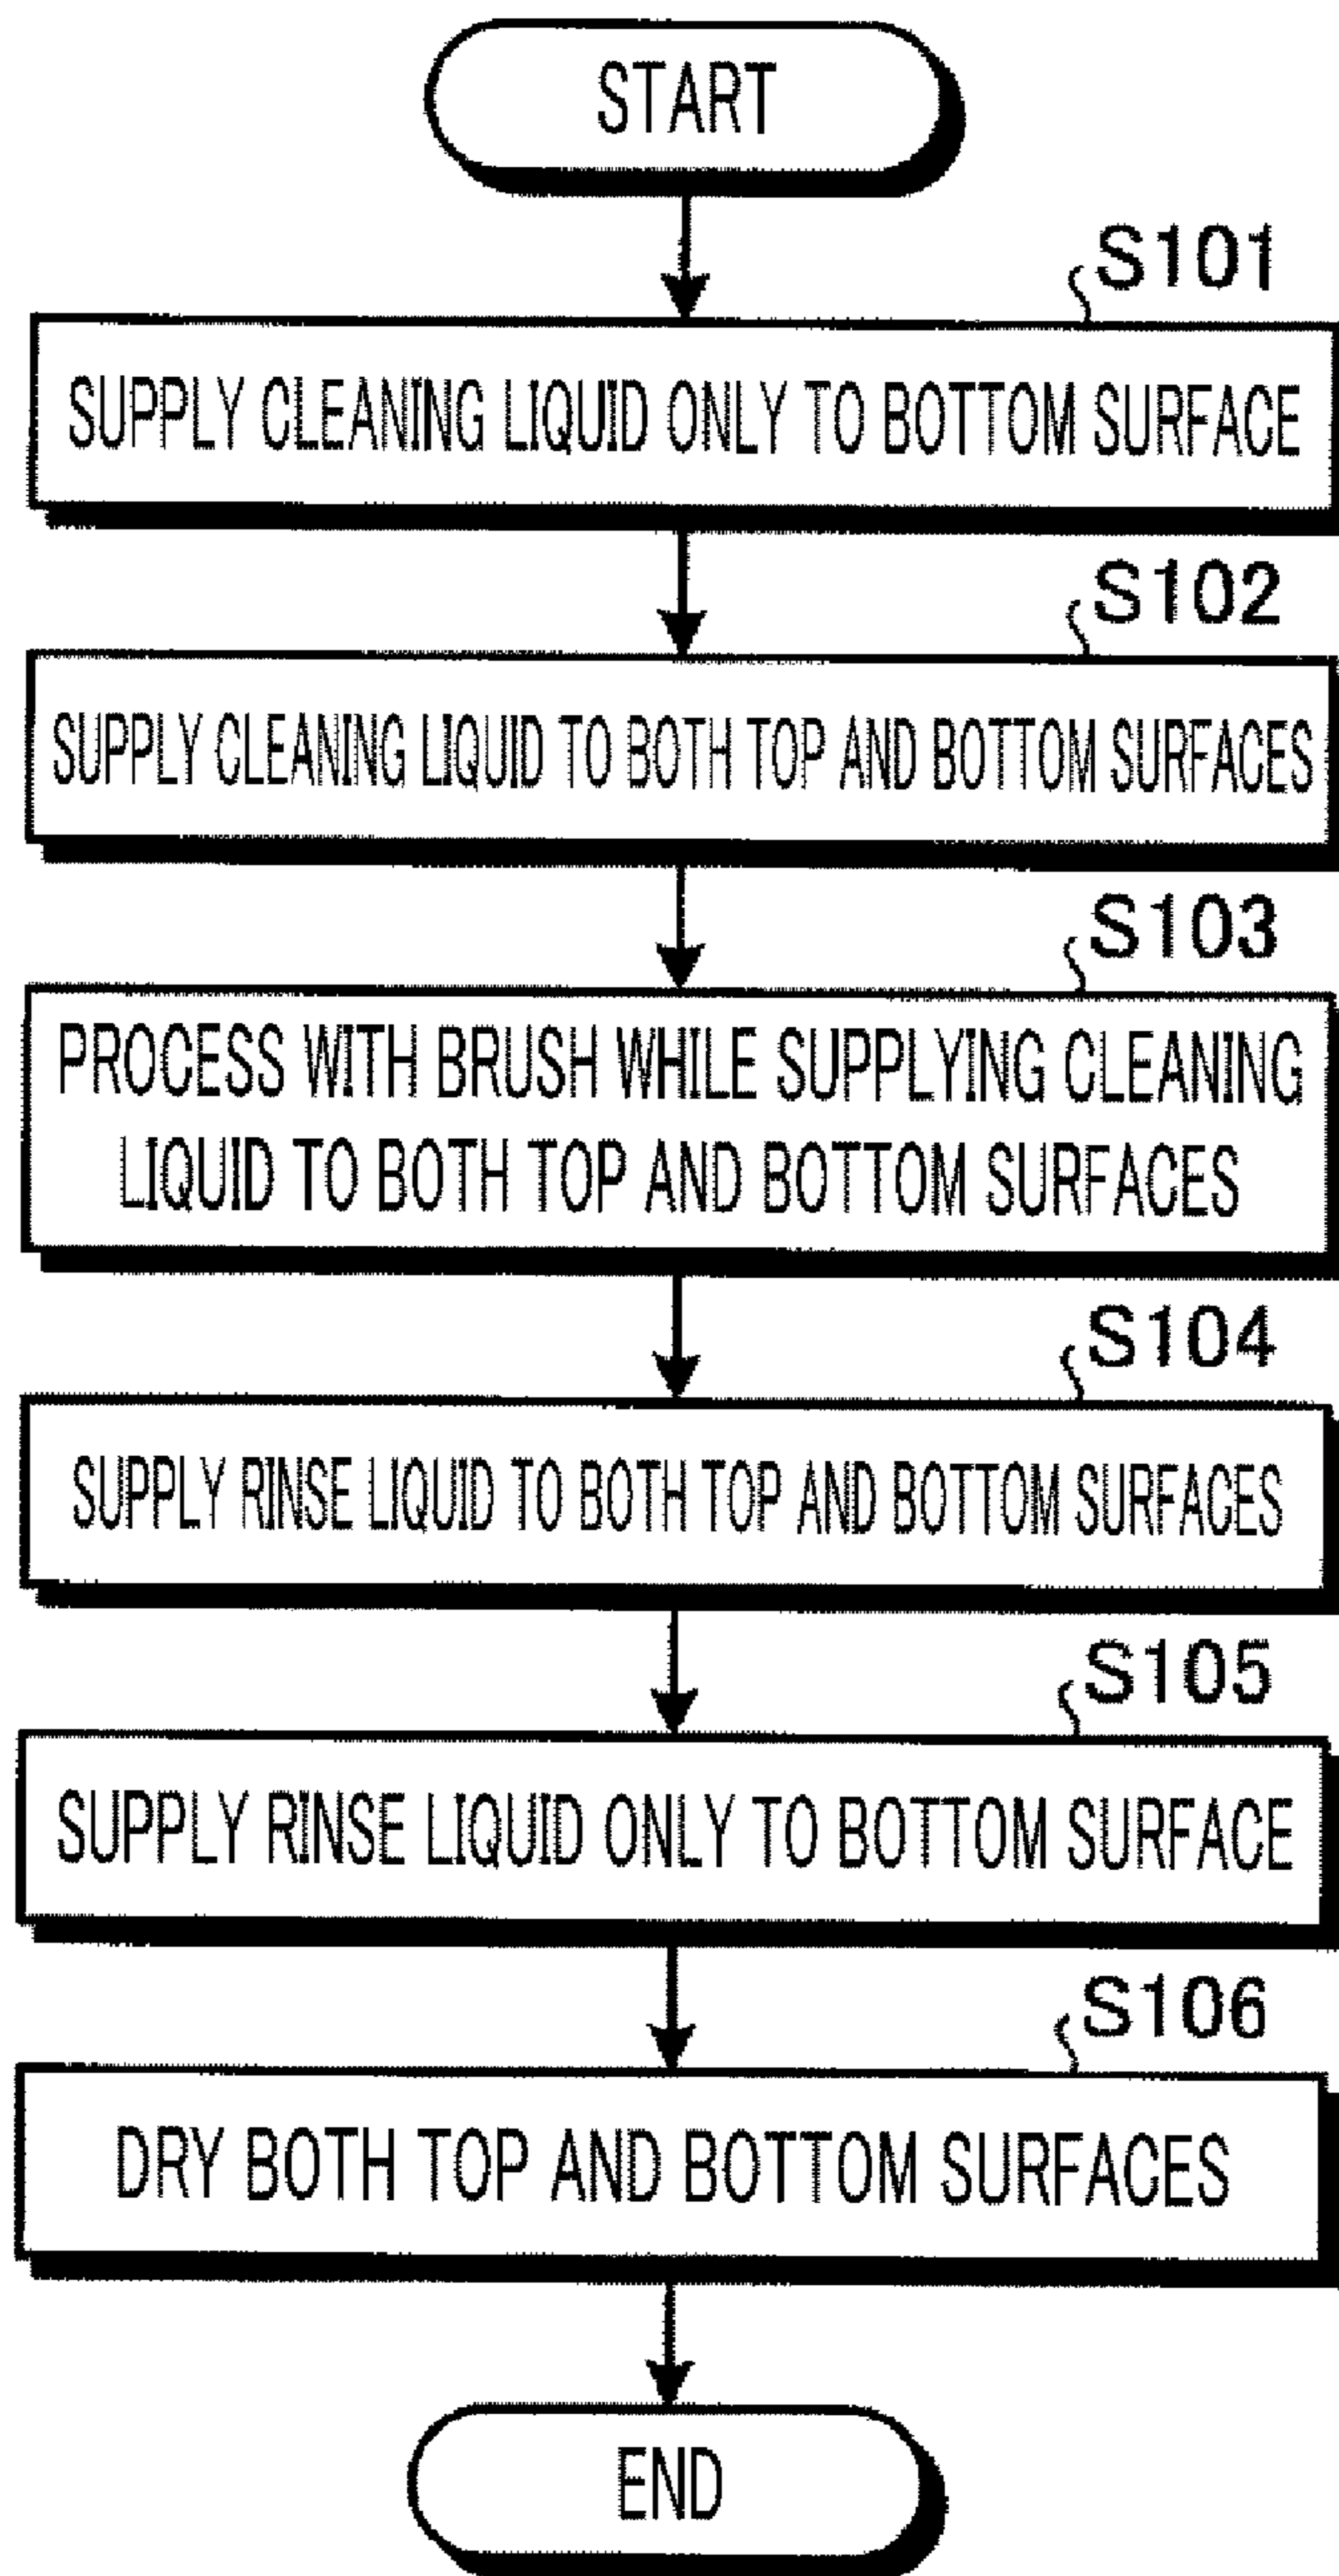 START
S101
SUPPLY CLEANING LIQUID ONLY TO BOTTOM SURFACE
S102
SUPPLY CLEANING LIQUID TO BOTH TOP AND BOTTOM SURFACES
S103
PROCESS WITH BRUSH WHILE SUPPLYING CLEANING
LIQUID TO BOTH TOP AND BOTTOM SURFACES
S104
SUPPLY RINSE LIQUID TO BOTH TOP AND BOTTOM SURFACES
S105
SUPPLY RINSE LIQUID ONLY TO BOTTOM SURFACE
S106
DRY BOTH TOP AND BOTTOM SURFACES
END